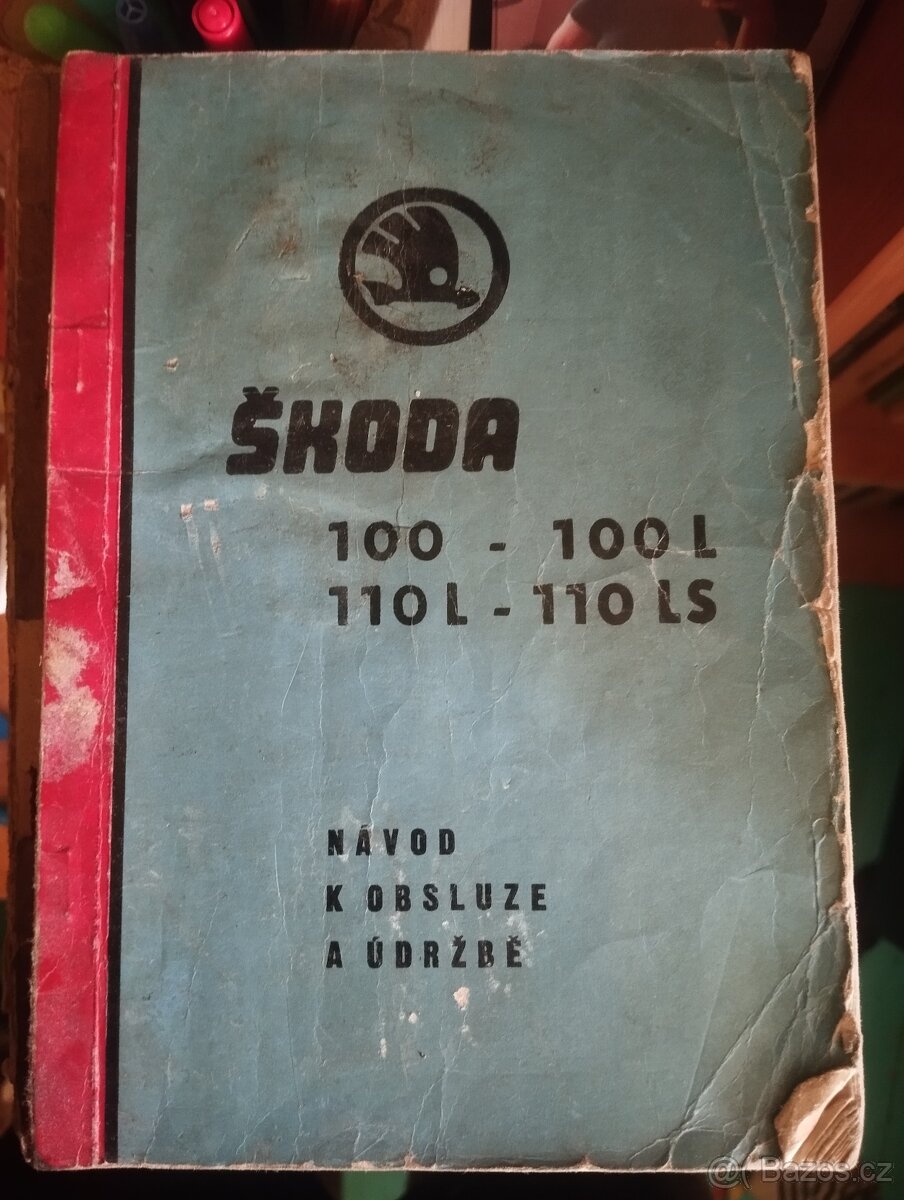 ŠKODA
100 - 100 L
110 L - 110 LS
NÁVOD
K OBSLUZE
A ÚDRŽBĚ
@ Bazos.cz